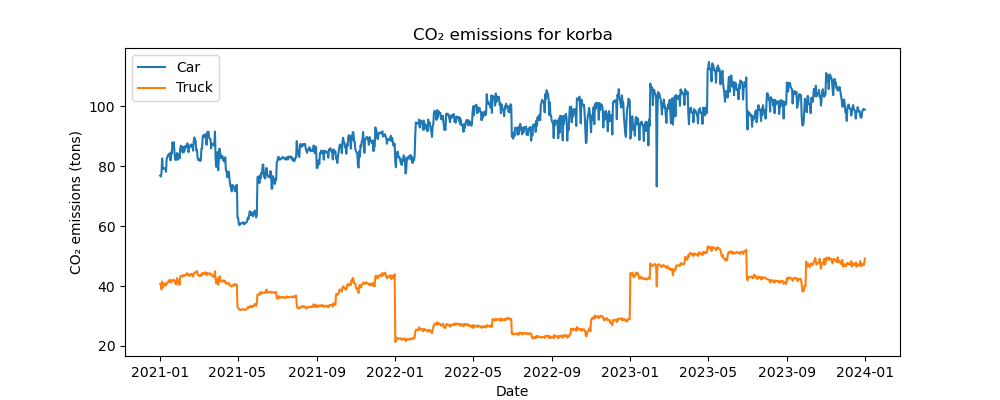 CO₂ emissions for korba
Car
Truck
CO₂ emissions (tons)
100
80
60
40
20
2021-01 2021-05 2021-09 2022-01 2022-05 2022-09 2023-01 2023-05 2023-09 2024-01
Date